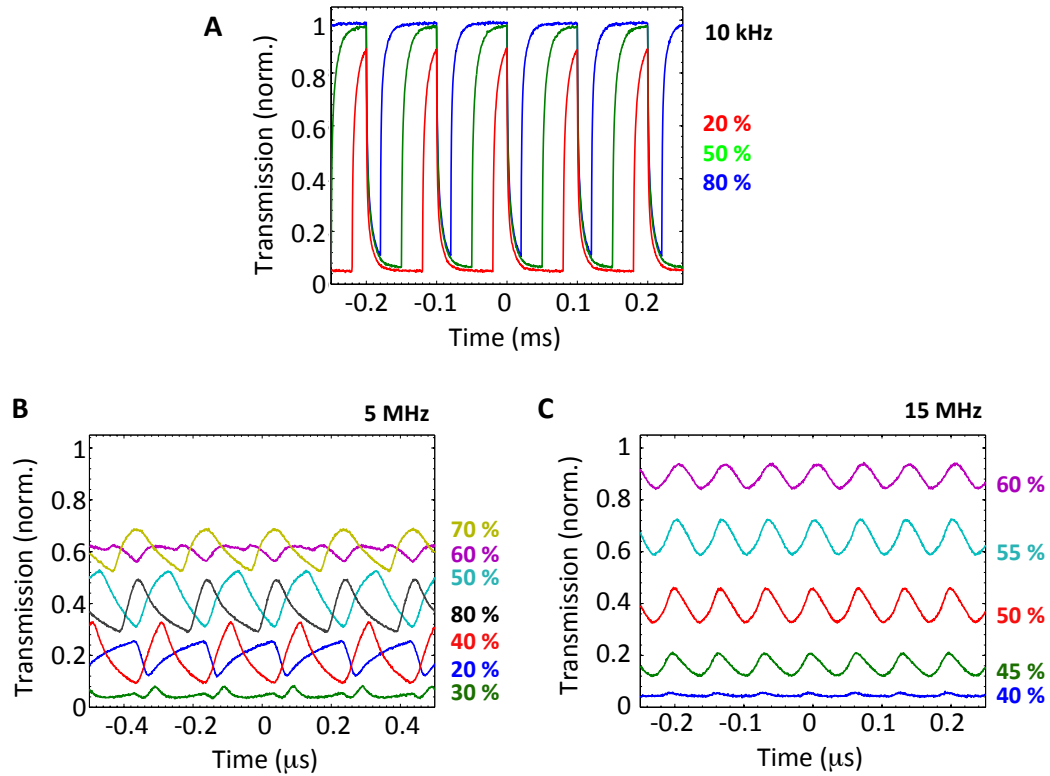 A
10 kHz
Transmission (norm.)
1
0.8
0.6
0.4
0.2
0
20 %
50 %
80 %
-0.2 -0.1 0 0.1 0.2
Time (ms)
B
5 MHz
Transmission (norm.)
1
0.8
0.6
0.4
0.2
0
70 %
60 %
50 %
80 %
40 %
20 %
30 %
-0.4 -0.2 0 0.2 0.4
Time (μs)
C
15 MHz
Transmission (norm.)
1
0.8
0.6
0.4
0.2
0
60 %
55 %
50 %
45 %
40 %
-0.2 -0.1 0 0.1 0.2
Time (μs)